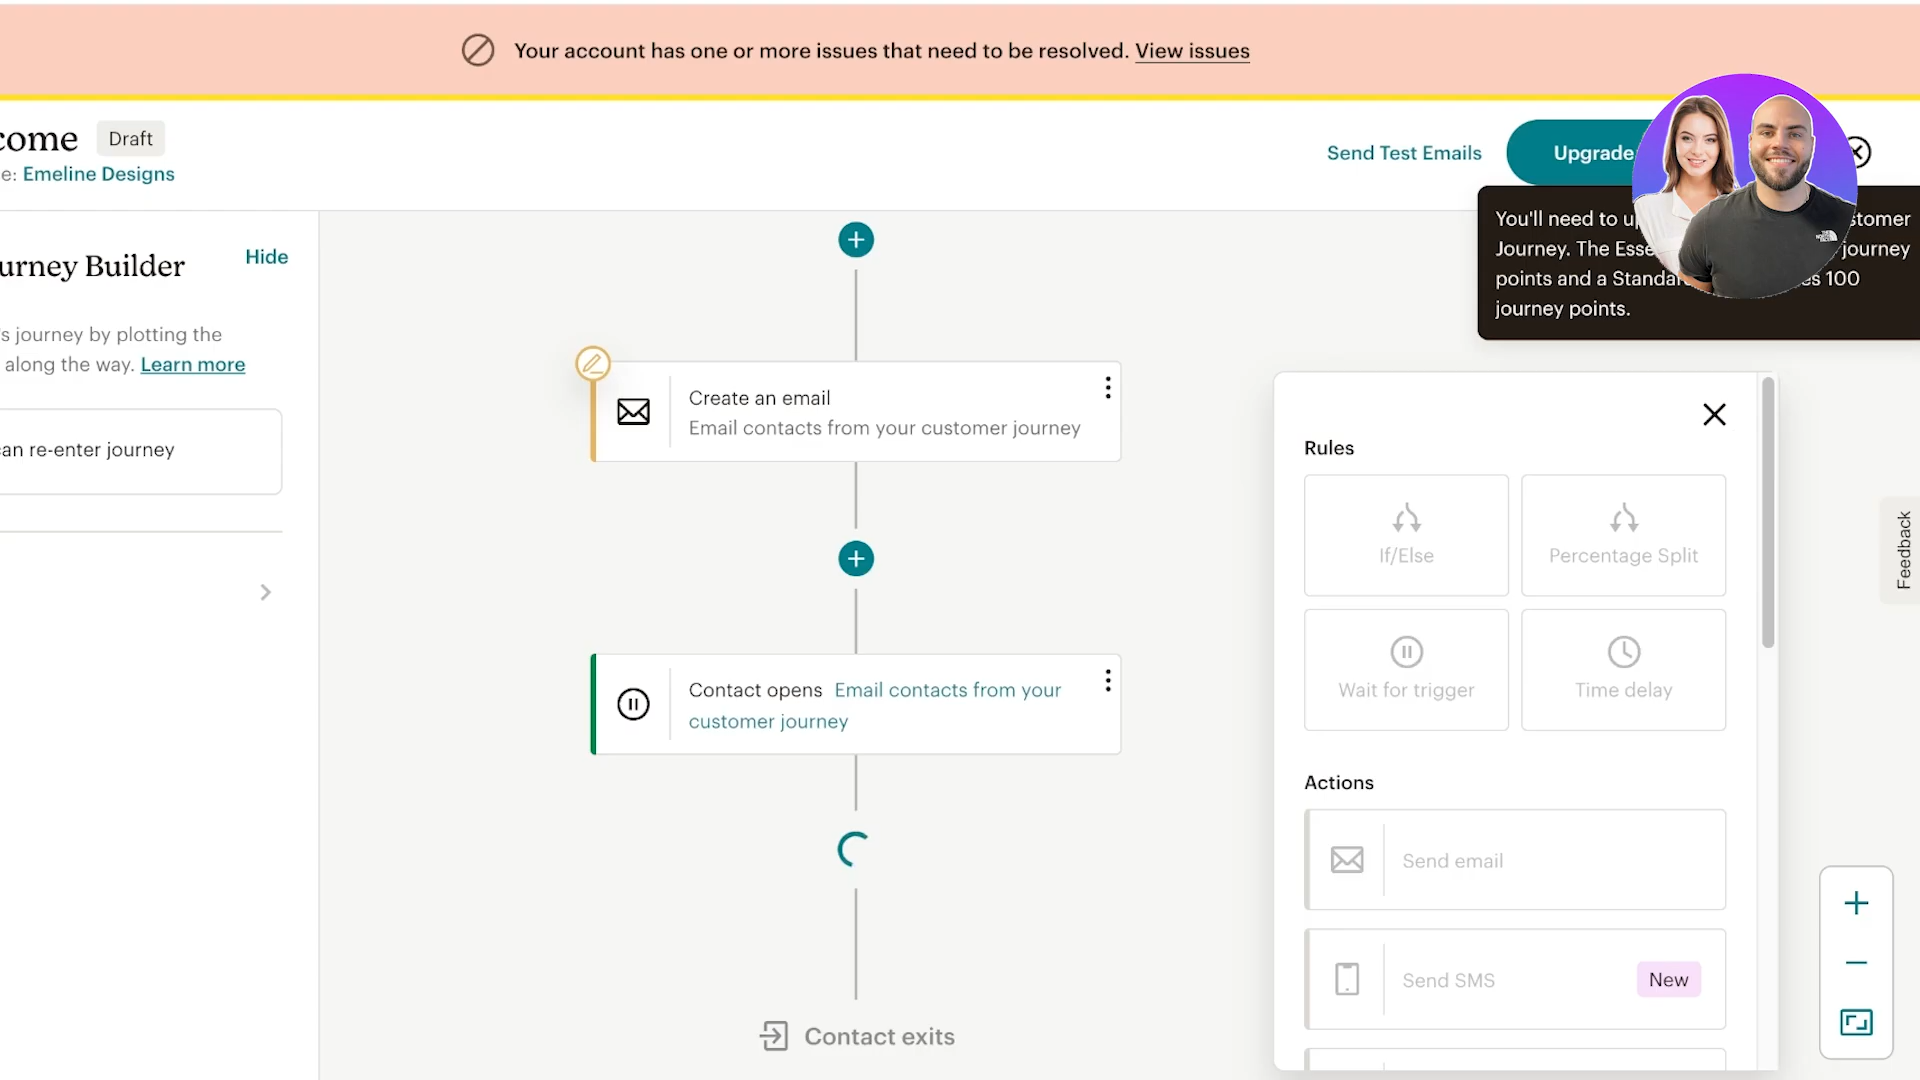 Your account has one or more issues that need to be resolved. View issues
come Draft
e: Emeline Designs
Send Test Emails
Upgrade
You'll need to u stomer
Journey. The Esse journey
points and a Standar es 100
journey points.
urney Builder
Hide
's journey by plotting the
along the way. Learn more
an re-enter journey
Create an email
Email contacts from your customer journey
Contact opens Email contacts from your
customer journey
Contact exits
Rules
If/Else
Percentage Split
Wait for trigger
Time delay
Actions
Send email
Send SMS
New
Feedback